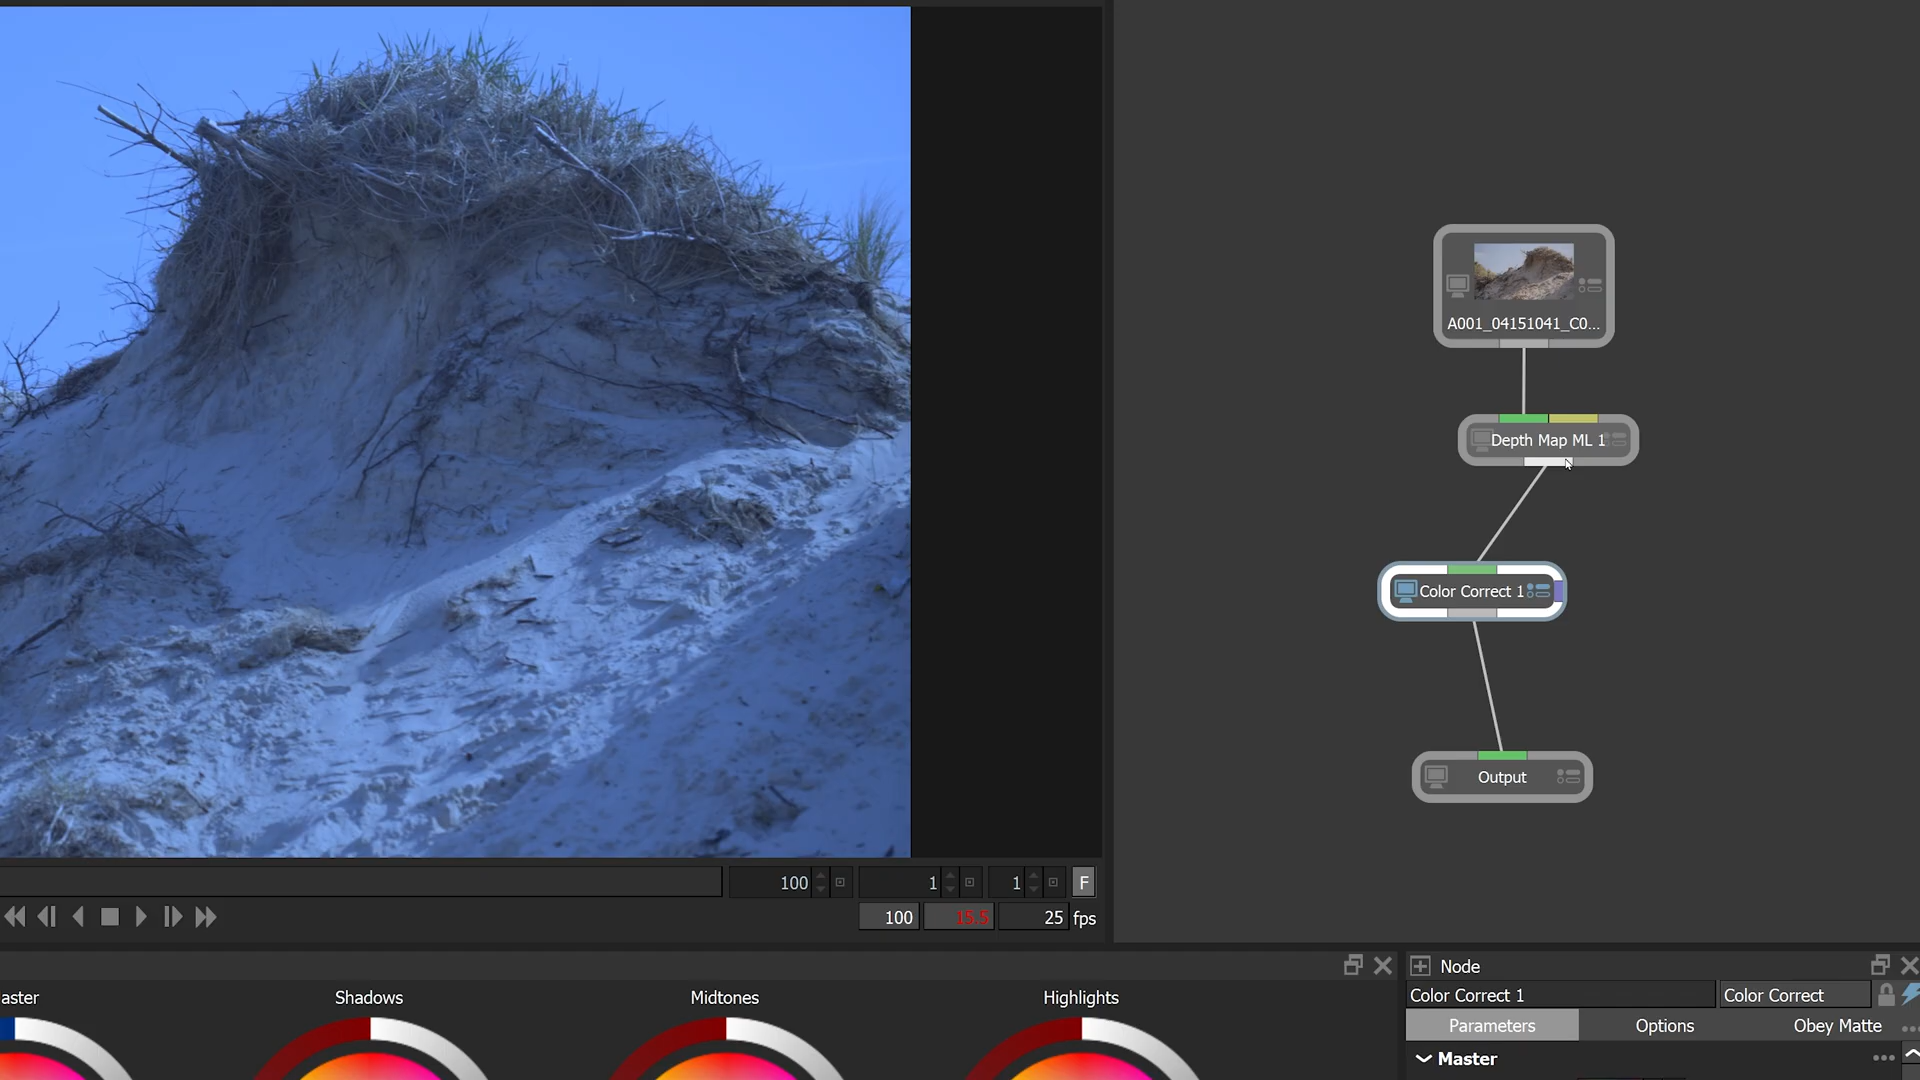 A001_04151041_C0...
Depth Map ML 1
Color Correct 1
Output
100 1 1 F
100 15.5 25 fps
Node
aster Shadows Midtones Highlights
Color Correct 1 Color Correct
Parameters Options Obey Matte
Master